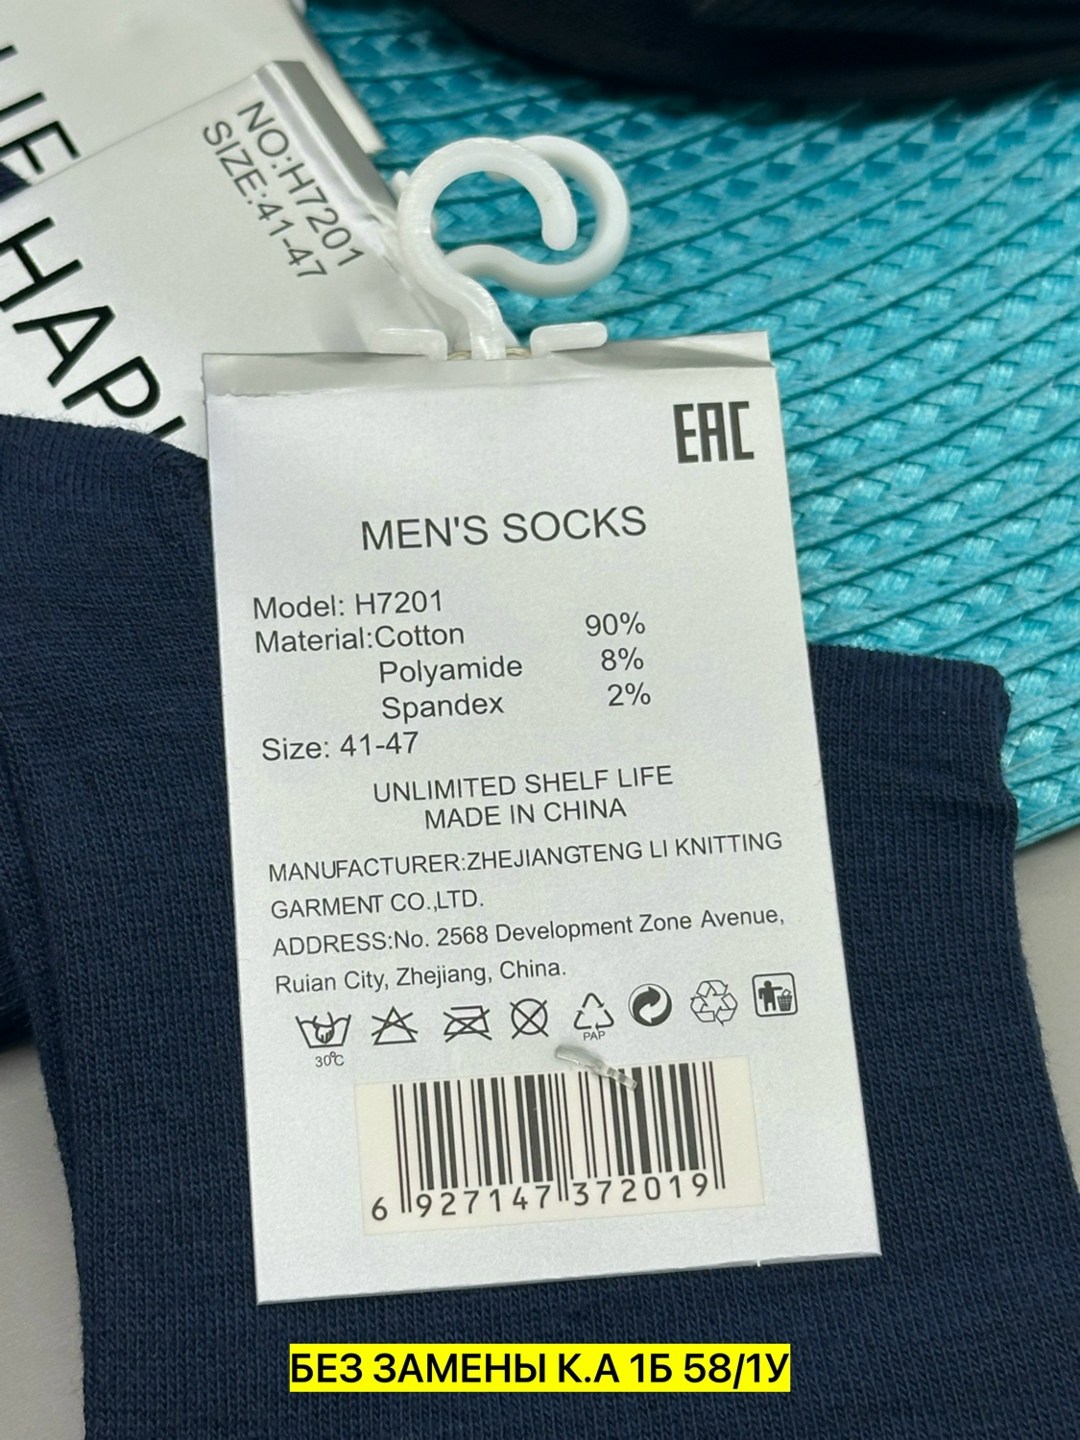 NO:H7201
SIZE:41-47
EAC
MEN'S SOCKS
Model: H7201
Material:Cotton 90%
Polyamide 8%
Spandex 2%
Size: 41-47
UNLIMITED SHELF LIFE
MADE IN CHINA
MANUFACTURER:ZHEJIANGTENG LI KNITTING
GARMENT CO.,LTD.
ADDRESS:No. 2568 Development Zone Avenue,
Ruian City, Zhejiang, China.
30℃
PAP
6 927147 372019
БЕЗ ЗАМЕНЫ К.А 1Б 58/1У